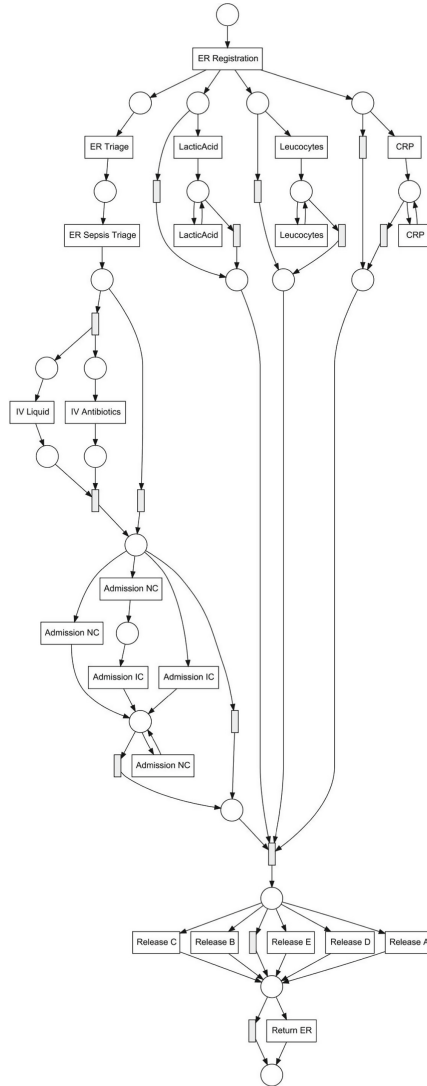 ER Registration
ER Triage
LacticAcid
Leucocytes
CRP
ER Sepsis Triage
LacticAcid
Leucocytes
CRP
IV Liquid
IV Antibiotics
Admission NC
Admission NC
Admission IC
Admission IC
Admission NC
Release C
Release B
Release E
Release D
Release A
Return ER